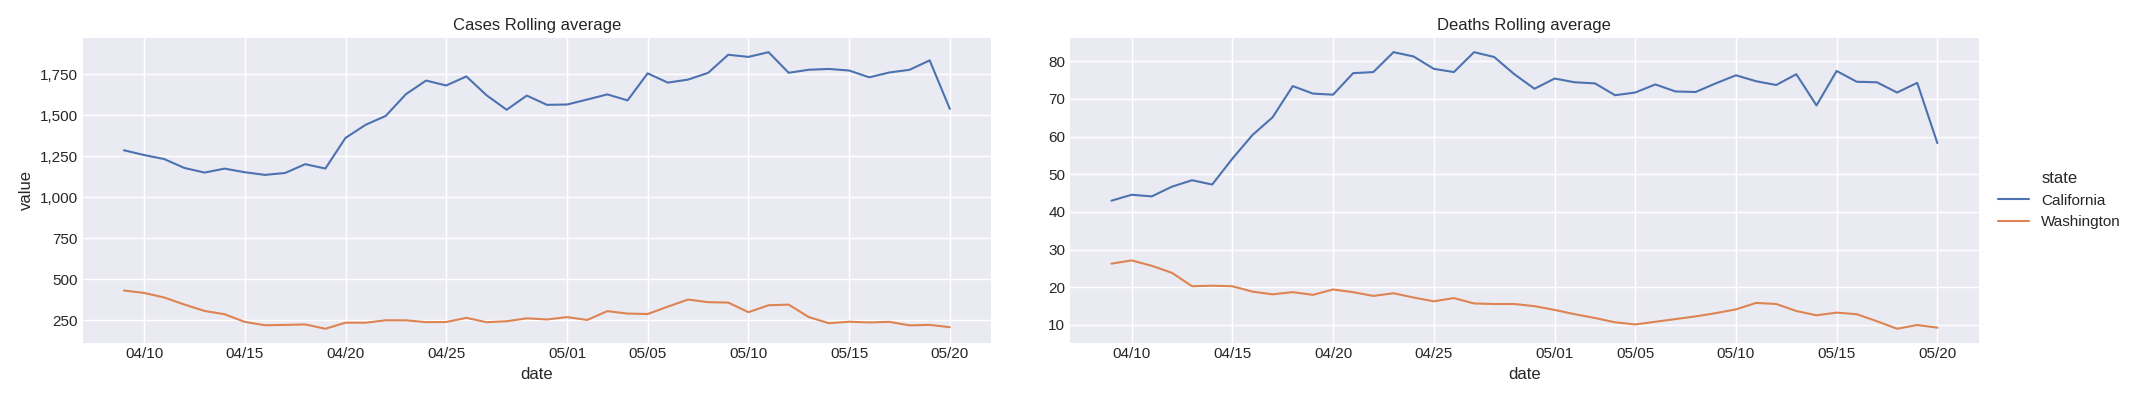 Cases Rolling average
value
1,750
1,500
1,250
1,000
750
500
250
04/10 04/15 04/20 04/25 05/01 05/05 05/10 05/15 05/20
date
Deaths Rolling average
80
70
60
50
40
30
20
10
04/10 04/15 04/20 04/25 05/01 05/05 05/10 05/15 05/20
date
state
California
Washington